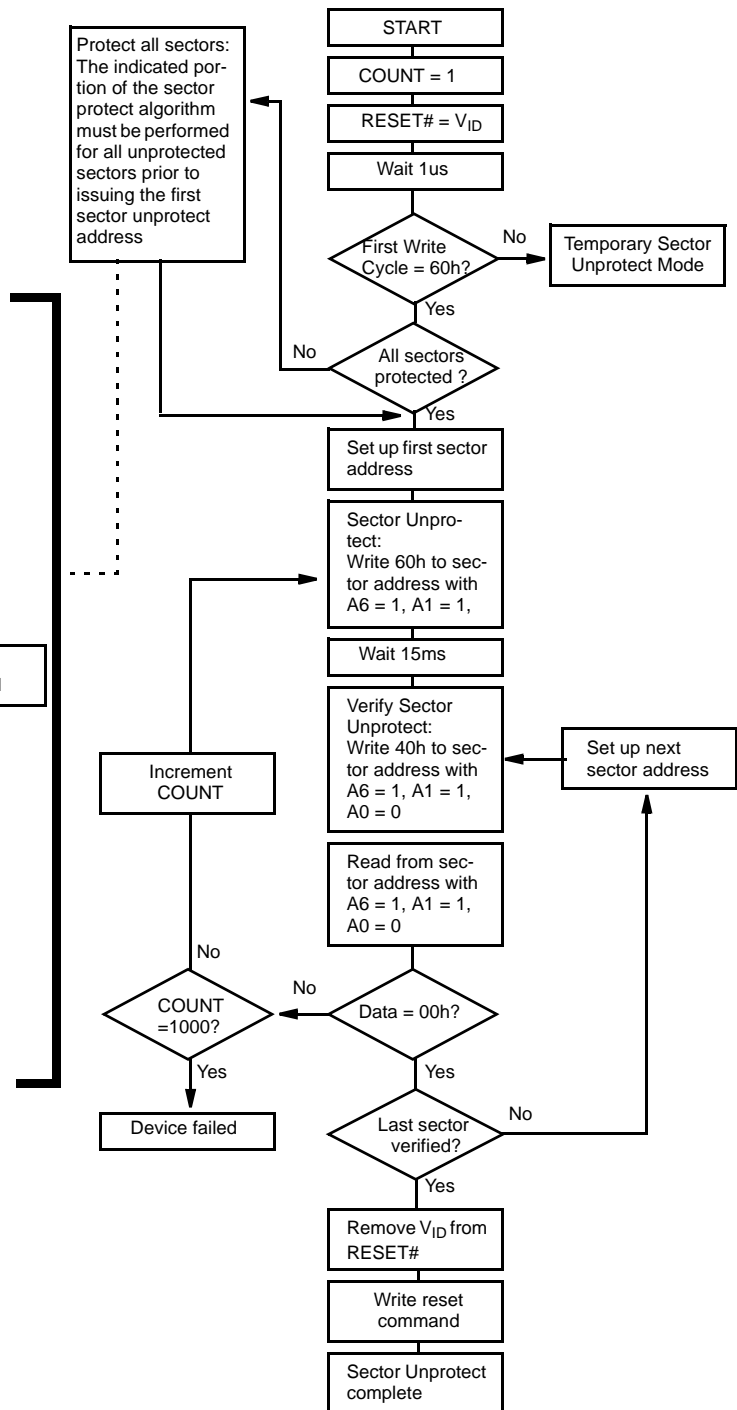 START
COUNT = 1
RESET# = VID
Wait 1us
Protect all sectors:
The indicated por-
tion of the sector
protect algorithm
must be performed
for all unprotected
sectors prior to
issuing the first
sector unprotect
address
First Write
Cycle = 60h?
No
Temporary Sector
Unprotect Mode
Yes
No
All sectors
protected ?
Yes
Set up first sector
address
Sector Unpro-
tect:
Write 60h to sec-
tor address with
A6 = 1, A1 = 1,
Wait 15ms
Verify Sector
Unprotect:
Write 40h to sec-
tor address with
A6 = 1, A1 = 1,
A0 = 0
Set up next
sector address
Increment
COUNT
Read from sec-
tor address with
A6 = 1, A1 = 1,
A0 = 0
No
COUNT
=1000?
No
Data = 00h?
Yes
Yes
Device failed
Last sector
verified?
No
Yes
Remove VID from
RESET#
Write reset
command
Sector Unprotect
complete